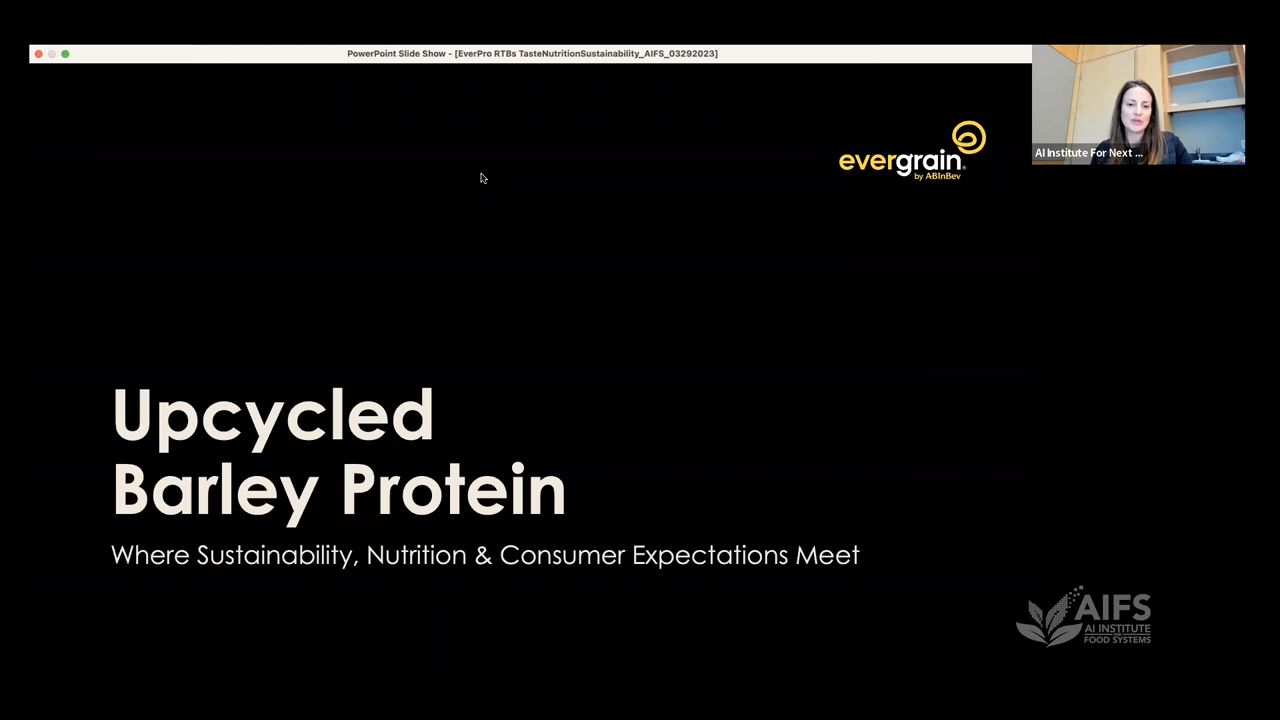 PowerPoint Slide Show - [EverPro RTBs TasteNutritionSustainability_AIFS_03292023]
evergrain
by ABInBev
AI Institute For Next ...
Upcycled
Barley Protein
Where Sustainability, Nutrition & Consumer Expectations Meet
AIFS
AI INSTITUTE
FOR
FOOD SYSTEMS